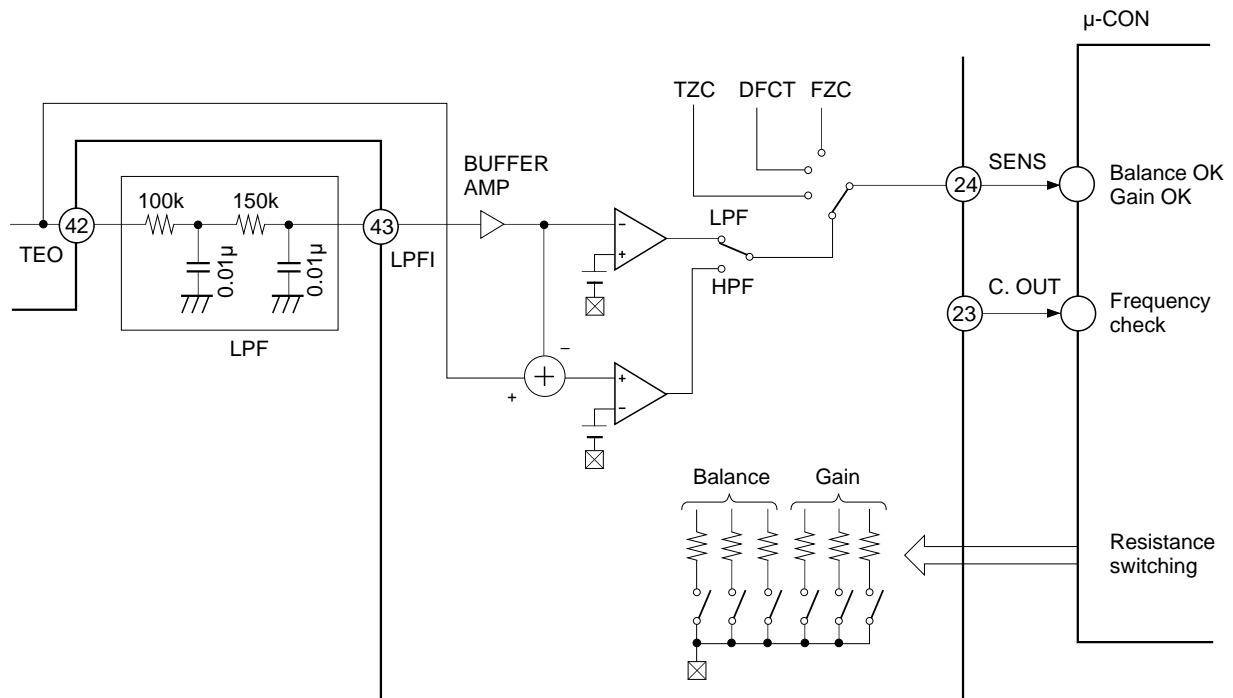 μ-CON
TZC DFCT FZC
BUFFER
AMP
SENS
24
Balance OK
Gain OK
100k 150k
42
43
TEO
LPFI
0.01μ
0.01μ
LPF
LPF
HPF
C. OUT
23
Frequency
check
−
+
−
+
+
−
+
Balance Gain
Resistance
switching